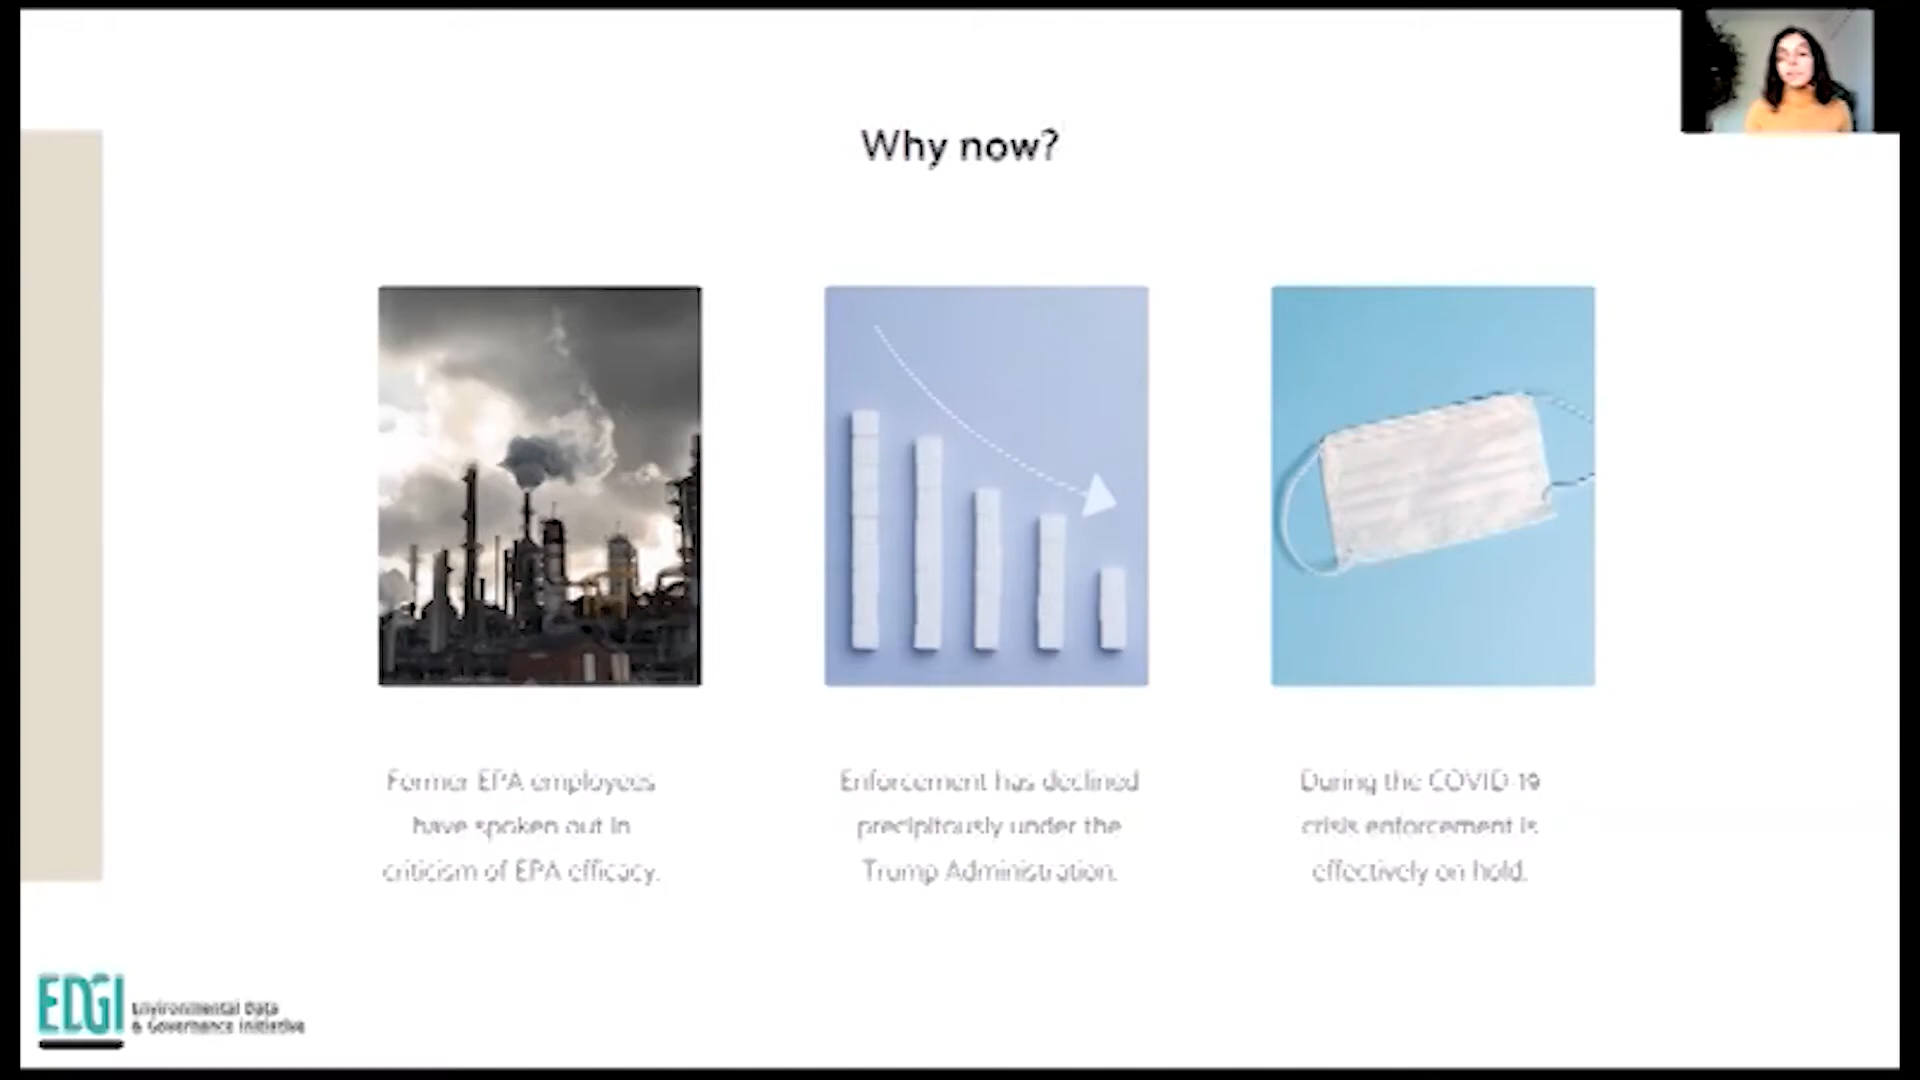 Why now?
Former EPA employees
have spoken out in
criticism of EPA efficacy.
Enforcement has declined
precipitously under the
Trump Administration.
During the COVID-19
crisis enforcement is
effectively on hold.
EDGI
Environmental Data
& Governance Initiative